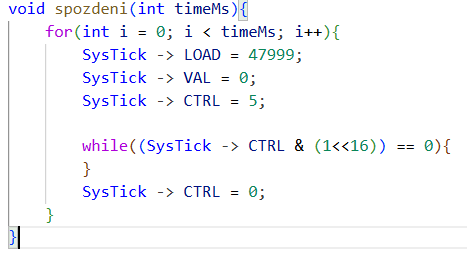 void spozdeni(int timeMs){
    for(int i = 0; i < timeMs; i++){
        SysTick -> LOAD = 47999;
        SysTick -> VAL = 0;
        SysTick -> CTRL = 5;

        while((SysTick -> CTRL & (1<<16)) == 0){
        }
        SysTick -> CTRL = 0;
    }
}